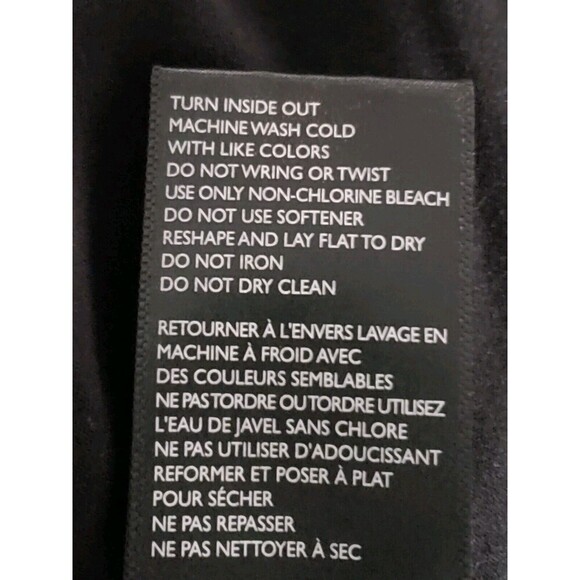 TURN INSIDE OUT
MACHINE WASH COLD
WITH LIKE COLORS
DO NOT WRING OR TWIST
USE ONLY NON-CHLORINE BLEACH
DO NOT USE SOFTENER
RESHAPE AND LAY FLAT TO DRY
DO NOT IRON
DO NOT DRY CLEAN
RETOURNER À L'ENVERS LAVAGE EN
MACHINE À FROID AVEC
DES COULEURS SEMBLABLES
NE PAS TORDRE OU TORDRE UTILISEZ
L'EAU DE JAVEL SANS CHLORE
NE PAS UTILISER D'ADOUCISSANT
REFORMER ET POSER À PLAT
POUR SÉCHER
NE PAS REPASSER
NE PAS NETTOYER À SEC